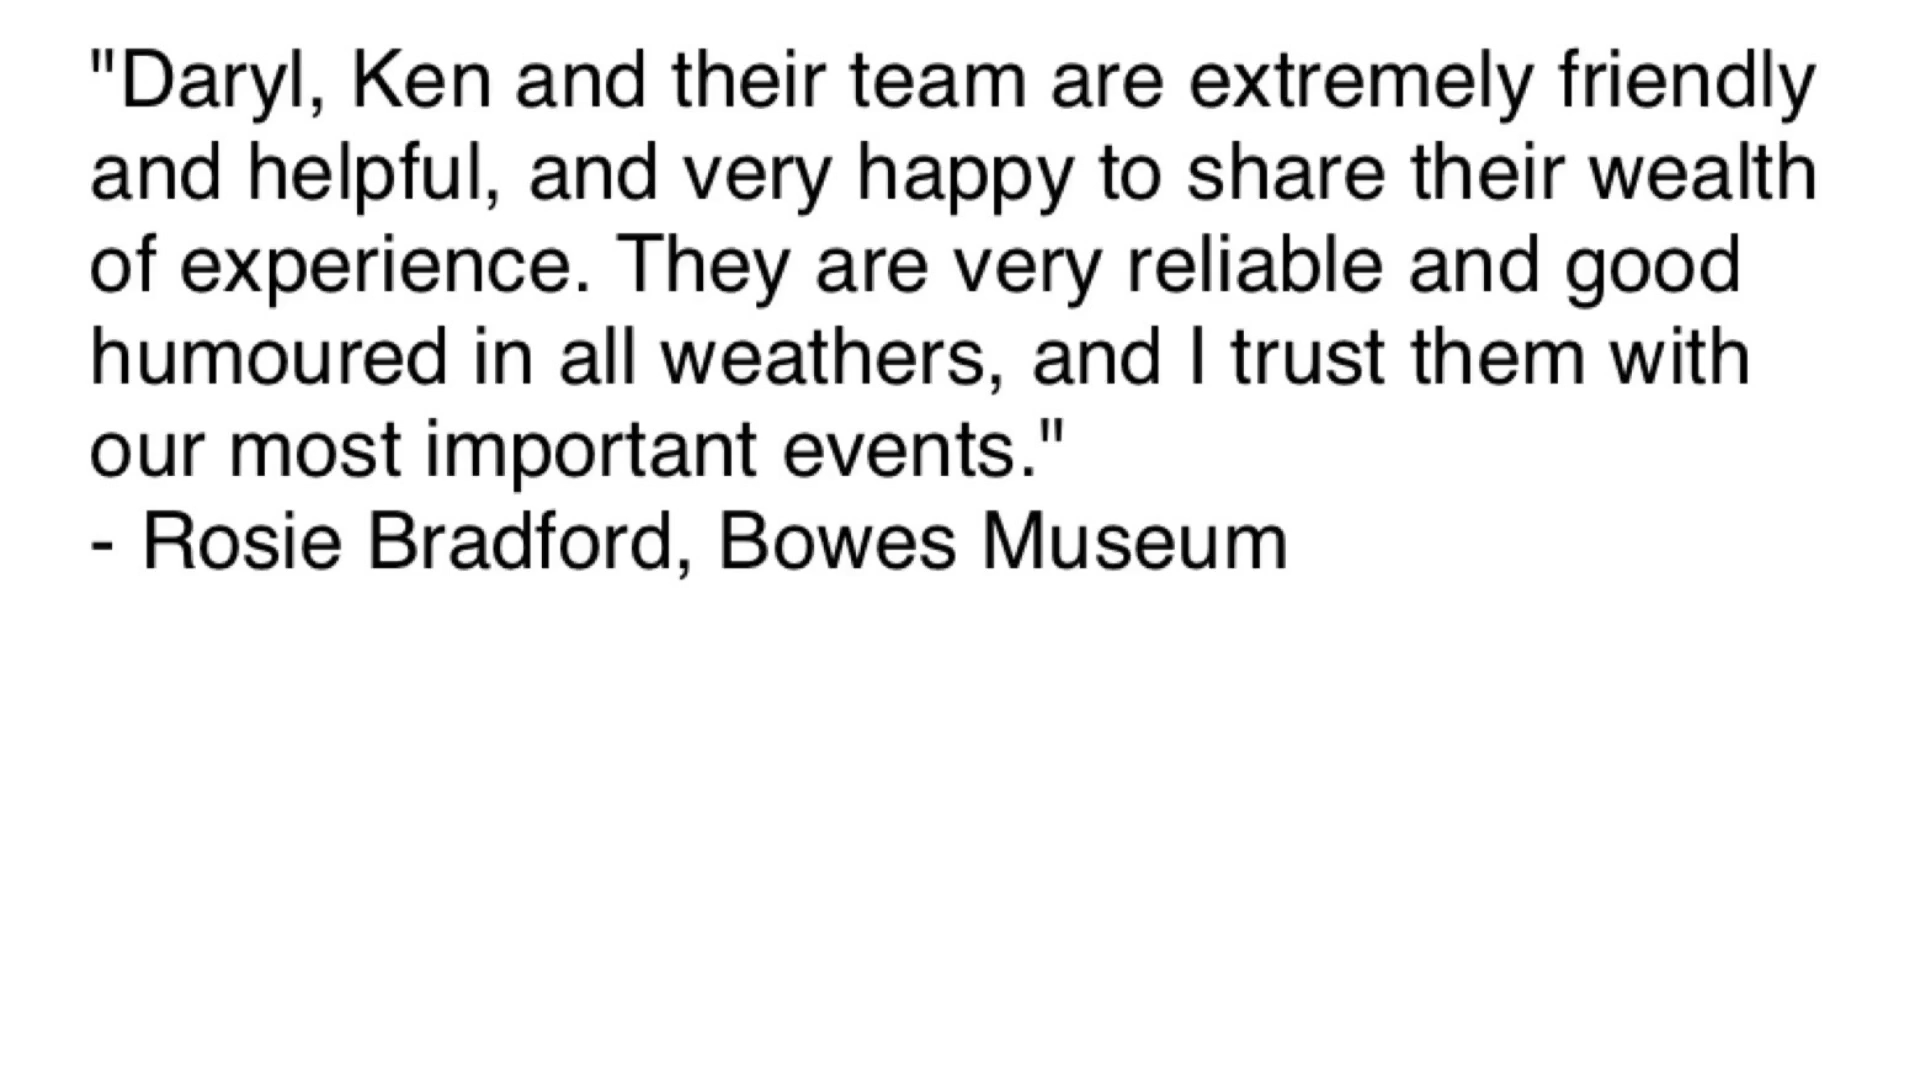 "Daryl, Ken and their team are extremely friendly
and helpful, and very happy to share their wealth
of experience. They are very reliable and good
humoured in all weathers, and I trust them with
our most important events."
- Rosie Bradford, Bowes Museum